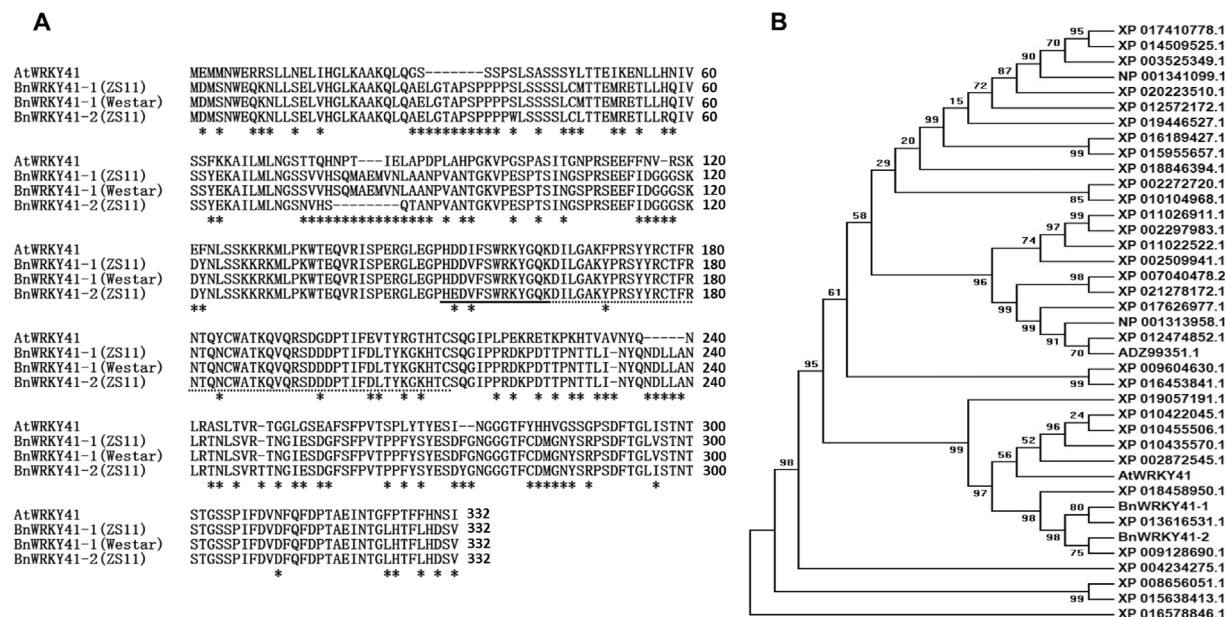 A
AtWRKY41 MEMMNWERRSLLNELIHGLKAAKQLQGS-------SSPSLSASSSSYLTTEIKENLLHNIV 60
BnWRKY41-1(ZS11) MDMSNWEQKNLLSELVHGLKAAKQLQAELGTAPSPPPPSLSSSSSLCMTTEMRETLLHQIV 60
BnWRKY41-1(Westar) MDMSNWEQKNLLSELVHGLKAAKQLQAELGTAPSPPPPSLSSSSSLCMTTEMRETLLHQIV 60
BnWRKY41-2(ZS11) MDMSNWEQKNLLSELVHGLKAAKQLQAELGTAPSPPPPWLSSSSSLCLTTEMRETLLRQIV 60
AtWRKY41 SSFKKAILMLNGSTTQHNPT---IELAPDPLAHPGKVPGSPASITGNPRSEEFFNV-RSK 120
BnWRKY41-1(ZS11) SSYEKAILMLNGSSVVHSQMAEMVNLAANPVANTGKVPESPTSINGSPRSEEFIDGGGSK 120
BnWRKY41-1(Westar) SSYEKAILMLNGSSVVHSQMAEMVNLAANPVANTGKVPESPTSINGSPRSEEFIDGGGSK 120
BnWRKY41-2(ZS11) SSYEKAILMLNGSNVHS--------QTANPVANTGKVPESPTSINGSPRSEEFIDGGGSK 120
AtWRKY41 EFNLSSKKRKMLPKWTEQVRISPERGLEGPHDDIFSWRKYGQKDILGAKFPRSYYRCTFR 180
BnWRKY41-1(ZS11) DYNLSSKKRKMLPKWTEQVRISPERGLEGPHDDVFSWRKYGQKDILGAKYPRSYYRCTFR 180
BnWRKY41-1(Westar) DYNLSSKKRKMLPKWTEQVRISPERGLEGPHDDVFSWRKYGQKDILGAKYPRSYYRCTFR 180
BnWRKY41-2(ZS11) DYNLSSKKRKMLPKWTEQVRISPERGLEGPHEDVFSWRKYGQKDILGAKYPRSYYRCTFR 180
AtWRKY41 NTQYCWATKQVQRSDGDPTIFEVTYRGTHTCSQGIPLPEKRETKPKHTVAVNYQ-----N 240
BnWRKY41-1(ZS11) NTQNCWATKQVQRSDDDPTIFDLTYKGKHTCSQGIPPRDKPDTTPNTTLI-NYQNDLLAN 240
BnWRKY41-1(Westar) NTQNCWATKQVQRSDDDPTIFDLTYKGKHTCSQGIPPRDKPDTTPNTTLI-NYQNDLLAN 240
BnWRKY41-2(ZS11) NTQNCWATKQVQRSDDDPTIFDLTYKGKHTCSQGIPPRDKPDTTPNTTLI-NYQNDLLAN 240
AtWRKY41 LRASLTVR-TGGLGSEAFSFPVTSPLYTYESI--NGGGTFYHHVGSSGPSDFTGLISTNT 300
BnWRKY41-1(ZS11) LRTNLSVR-TNGIESDGFSFPVTPPFYSYESDFGNGGGTFCDMGNYSRPSDFTGLISTNT 300
BnWRKY41-1(Westar) LRTNLSVR-TNGIESDGFSFPVTPPFYSYESDFGNGGGTFCDMGNYSRPSDFTGLISTNT 300
BnWRKY41-2(ZS11) LRTNLSVRTTNGIESDGFSFPVTPPFYSYESDYGNGGGTFCDMGNYSRPSDFTGLISTNT 300
AtWRKY41 STGSSPIFDVNFQFDPTAEINTGFPTFFHNSI 332
BnWRKY41-1(ZS11) STGSSPIFDVDFQFDPTAEINTGLHTFLHDSV 332
BnWRKY41-1(Westar) STGSSPIFDVDFQFDPTAEINTGLHTFLHDSV 332
BnWRKY41-2(ZS11) STGSSPIFDVDFQFDPTAEINTGLHTFLHDSV 332
B
XP 017410778.1
XP 014509525.1
XP 003525349.1
NP 001341099.1
XP 020223510.1
XP 012572172.1
XP 019446527.1
XP 016189427.1
XP 015955657.1
XP 018846394.1
XP 002272720.1
XP 010104968.1
XP 011026911.1
XP 002297983.1
XP 011022522.1
XP 002509941.1
XP 007040478.2
XP 021278172.1
XP 017626977.1
NP 001313958.1
XP 012474852.1
ADZ99351.1
XP 009604630.1
XP 016453841.1
XP 019057191.1
XP 010422045.1
XP 010455506.1
XP 010435570.1
XP 002872545.1
AtWRKY41
XP 018458950.1
BnWRKY41-1
XP 013616531.1
BnWRKY41-2
XP 009128690.1
XP 004234275.1
XP 008656051.1
XP 015638413.1
XP 016578846.1
95
70
90
87
72
15
99
99
20
29
85
58
99
97
74
96
98
99
91
70
61
99
95
24
96
52
56
99
97
80
98
98
75
98
99